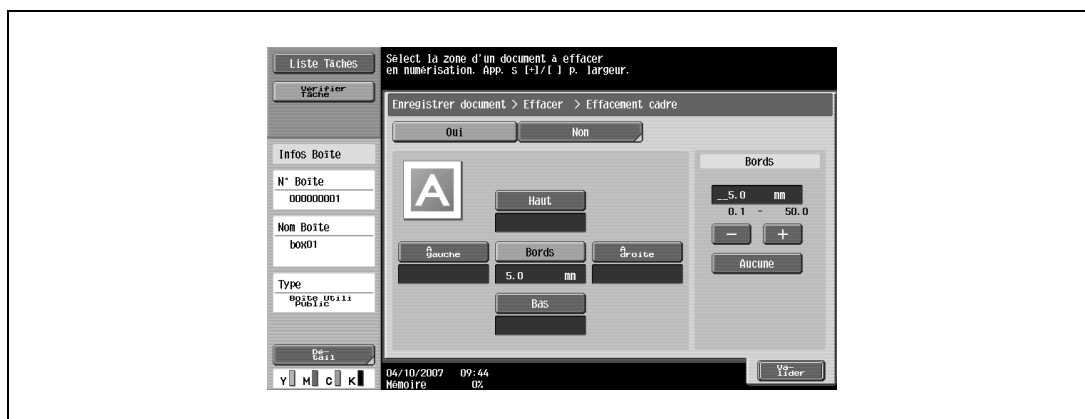 Liste Tâches
Vérifier
Tâche
Sélect la zone d'un document à effacer
en numérisation. App. s [+]/[ ] p. largeur.
Enregistrer document > Effacer > Effacement cadre
Oui
Non
Infos Boîte
N° Boîte
000000001
Nom Boîte
box01
Type
Boîte Utili
Public
Dé-
tail
Y M C K
A
Haut
À
gauche
Bords
À
droite
5.0 mm
Bas
Bords
__5.0 mm
0.1 - 50.0
− +
Aucune
04/10/2007 09:44
Mémoire 0%
Va-
lider